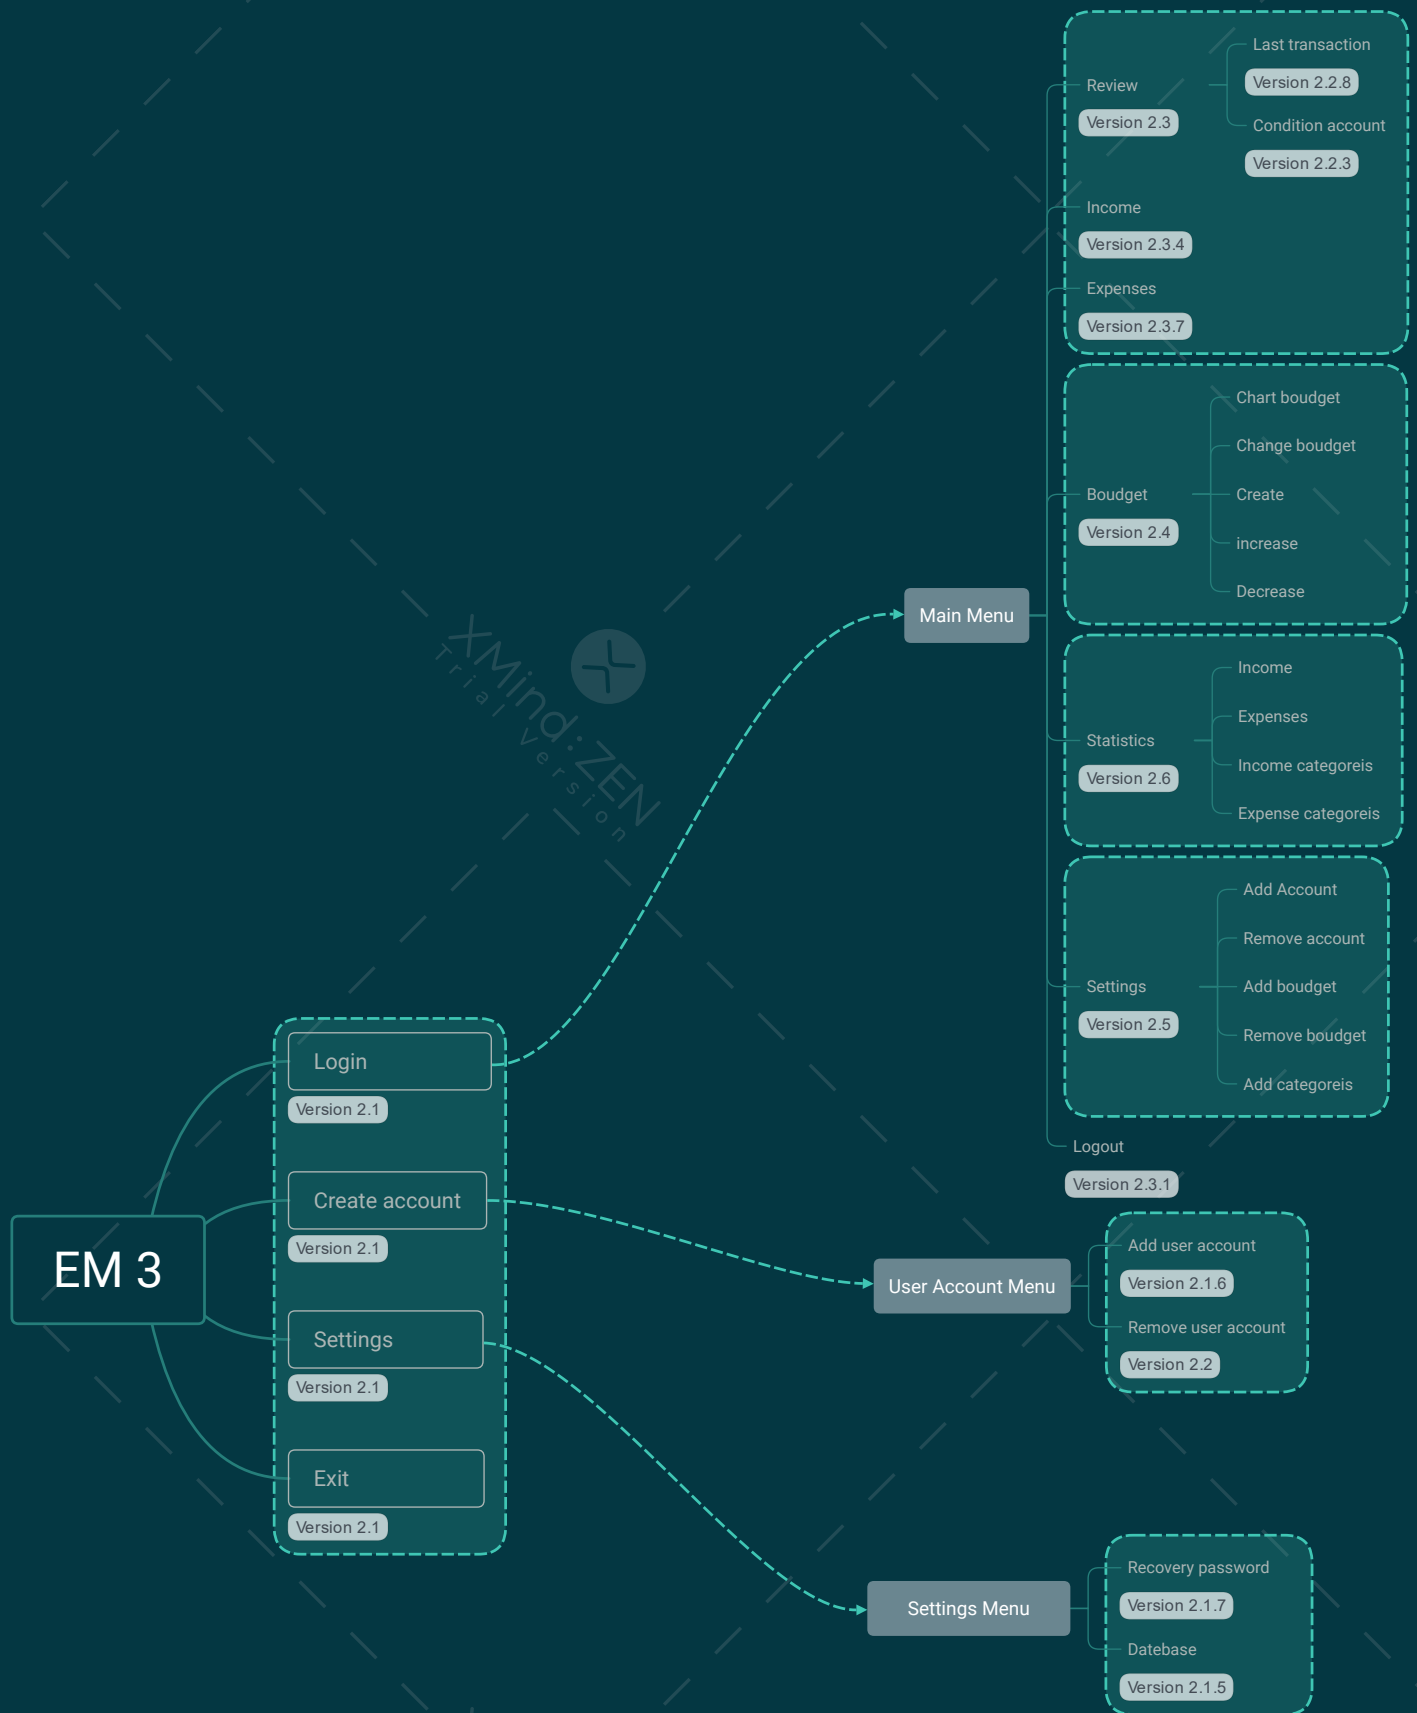 EM 3
Login
Version 2.1
Create account
Version 2.1
Settings
Version 2.1
Exit
Version 2.1
Main Menu
Review
Version 2.3
Last transaction
Version 2.2.8
Condition account
Version 2.2.3
Income
Version 2.3.4
Expenses
Version 2.3.7
Boudget
Version 2.4
Chart boudget
Change boudget
Create
increase
Decrease
Statistics
Version 2.6
Income
Expenses
Income categoreis
Expense categoreis
Settings
Version 2.5
Add Account
Remove account
Add boudget
Remove boudget
Add categoreis
Logout
Version 2.3.1
User Account Menu
Add user account
Version 2.1.6
Remove user account
Version 2.2
Settings Menu
Recovery password
Version 2.1.7
Datebase
Version 2.1.5
XMind:ZEN
Trial Version